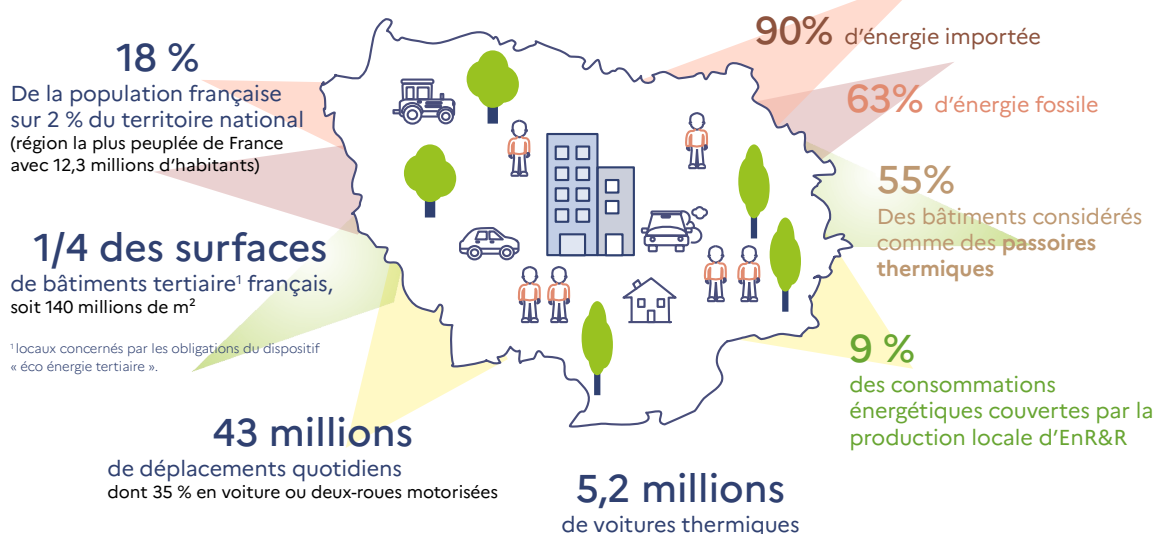 18 %
De la population française
sur 2 % du territoire national
(région la plus peuplée de France
avec 12,3 millions d’habitants)
1/4 des surfaces
de bâtiments tertiaire¹ français,
soit 140 millions de m²
¹ locaux concernés par les obligations du dispositif
« éco énergie tertiaire ».
43 millions
de déplacements quotidiens
dont 35 % en voiture ou deux-roues motorisées
5,2 millions
de voitures thermiques
90% d’énergie importée
63% d’énergie fossile
55%
Des bâtiments considérés
comme des passoires
thermiques
9 %
des consommations
énergétiques couvertes par la
production locale d’EnR&R